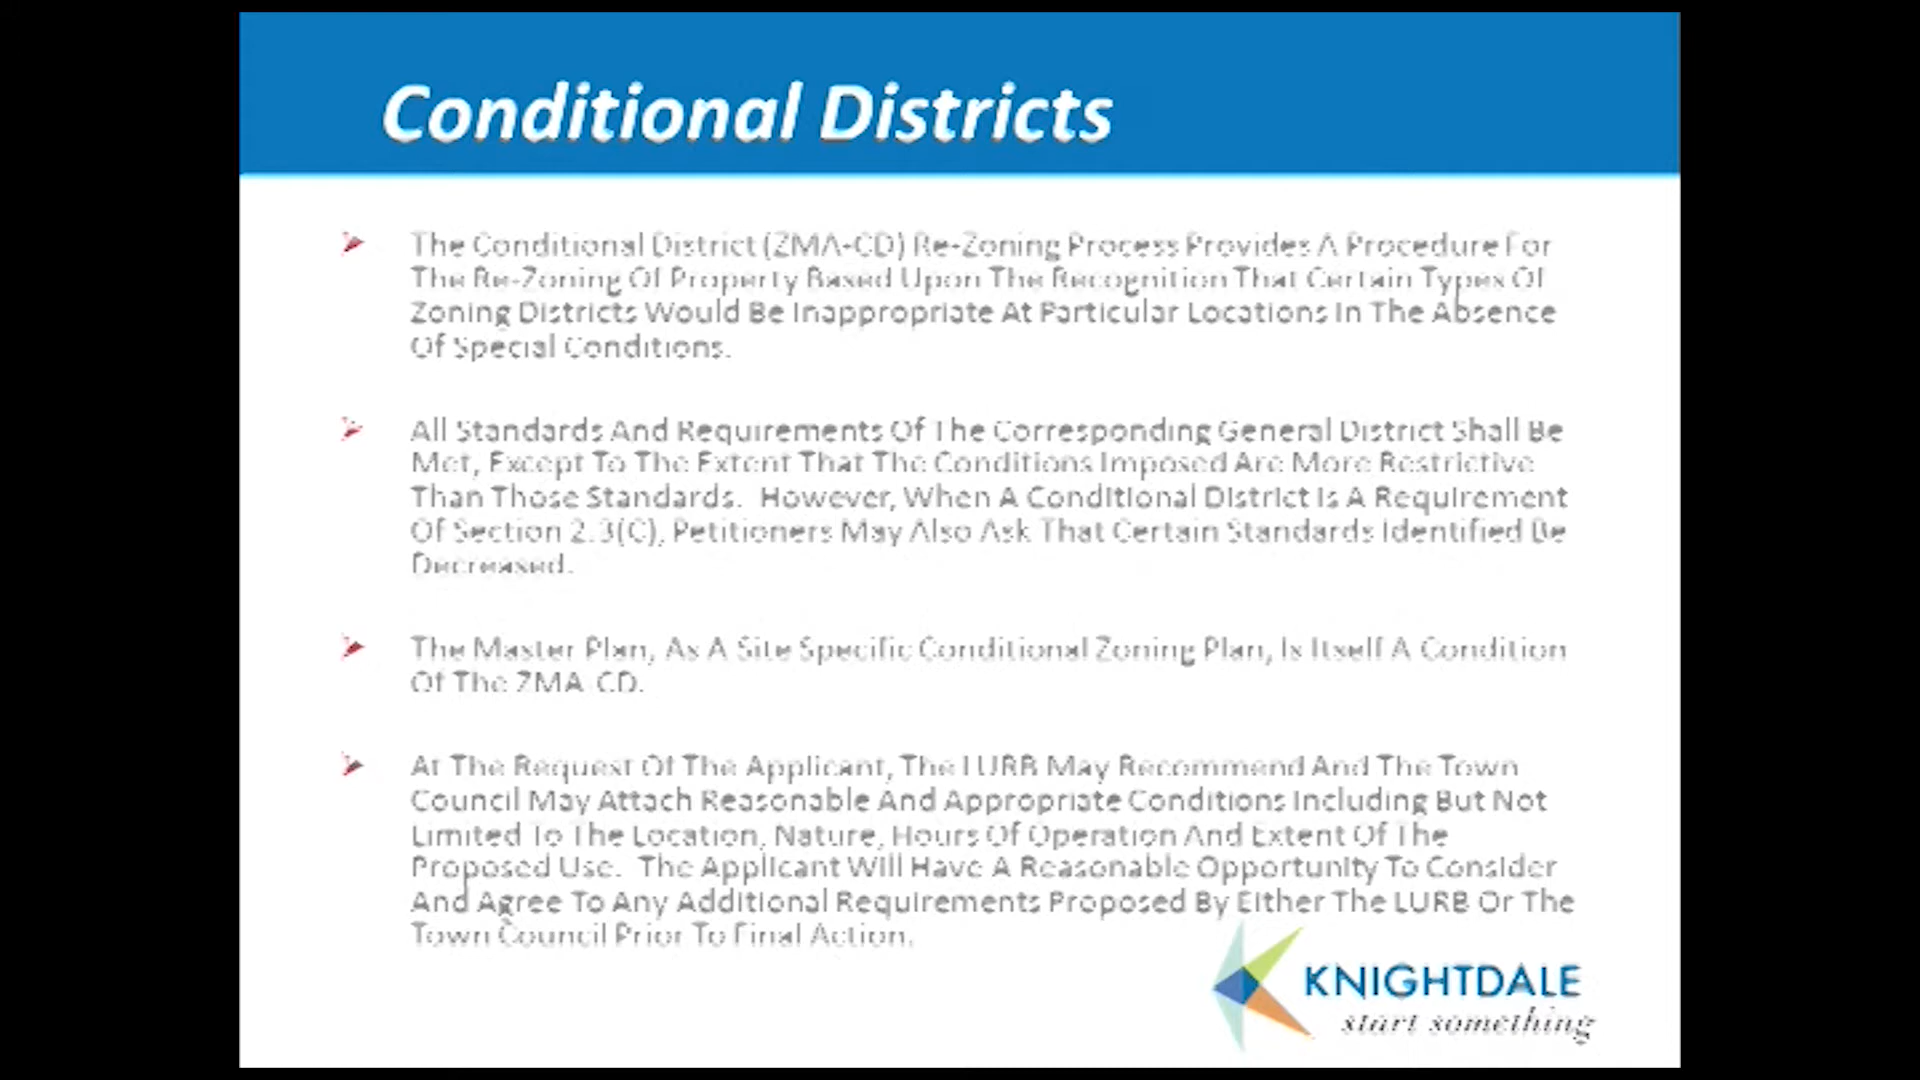 Conditional Districts
The Conditional District (ZMA-CD) Re-Zoning Process Provides A Procedure For
The Re-Zoning Of Property Based Upon The Recognition That Certain Types Of
Zoning Districts Would Be Inappropriate At Particular Locations In The Absence
Of Special Conditions.
All Standards And Requirements Of The Corresponding General District Shall Be
Met, Except To The Extent That The Conditions Imposed Are More Restrictive
Than Those Standards. However, When A Conditional District Is A Requirement
Of Section 2.3(C), Petitioners May Also Ask That Certain Standards Identified Be
Decreased.
The Master Plan, As A Site Specific Conditional Zoning Plan, Is Itself A Condition
Of The ZMA-CD.
At The Request Of The Applicant, The LURB May Recommend And The Town
Council May Attach Reasonable And Appropriate Conditions Including But Not
Limited To The Location, Nature, Hours Of Operation And Extent Of The
Proposed Use. The Applicant Will Have A Reasonable Opportunity To Consider
And Agree To Any Additional Requirements Proposed By Either The LURB Or The
Town Council Prior To Final Action.
KNIGHTDALE
start something